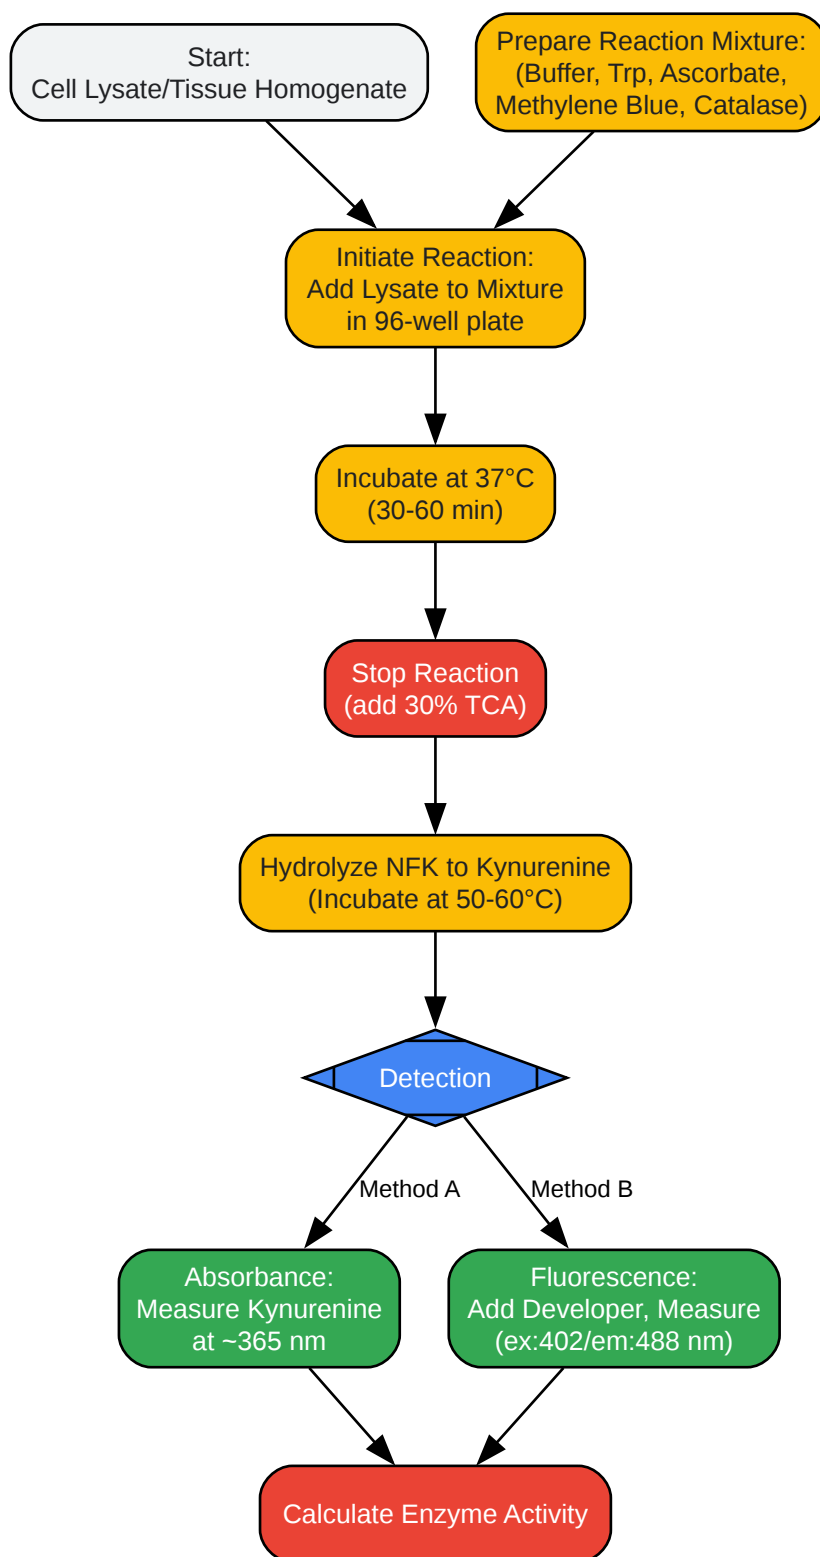 Start:
Cell Lysate/Tissue Homogenate
Prepare Reaction Mixture:
(Buffer, Trp, Ascorbate,
Methylene Blue, Catalase)
Initiate Reaction:
Add Lysate to Mixture
in 96-well plate
Incubate at 37°C
(30-60 min)
Stop Reaction
(add 30% TCA)
Hydrolyze NFK to Kynurenine
(Incubate at 50-60°C)
Detection
Method A
Method B
Absorbance:
Measure Kynurenine
at ~365 nm
Fluorescence:
Add Developer, Measure
(ex:402/em:488 nm)
Calculate Enzyme Activity